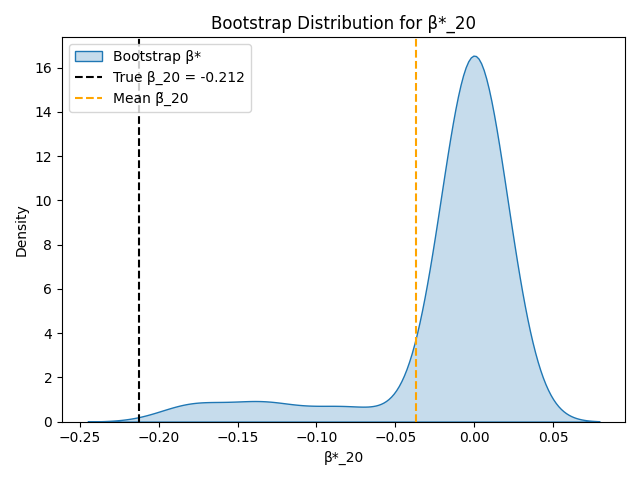 Bootstrap Distribution for β*_20
Bootstrap β*
True β_20 = -0.212
Mean β̂_20
Density
16
14
12
10
8
6
4
2
0
−0.25
−0.20
−0.15
−0.10
−0.05
0.00
0.05
β*_20